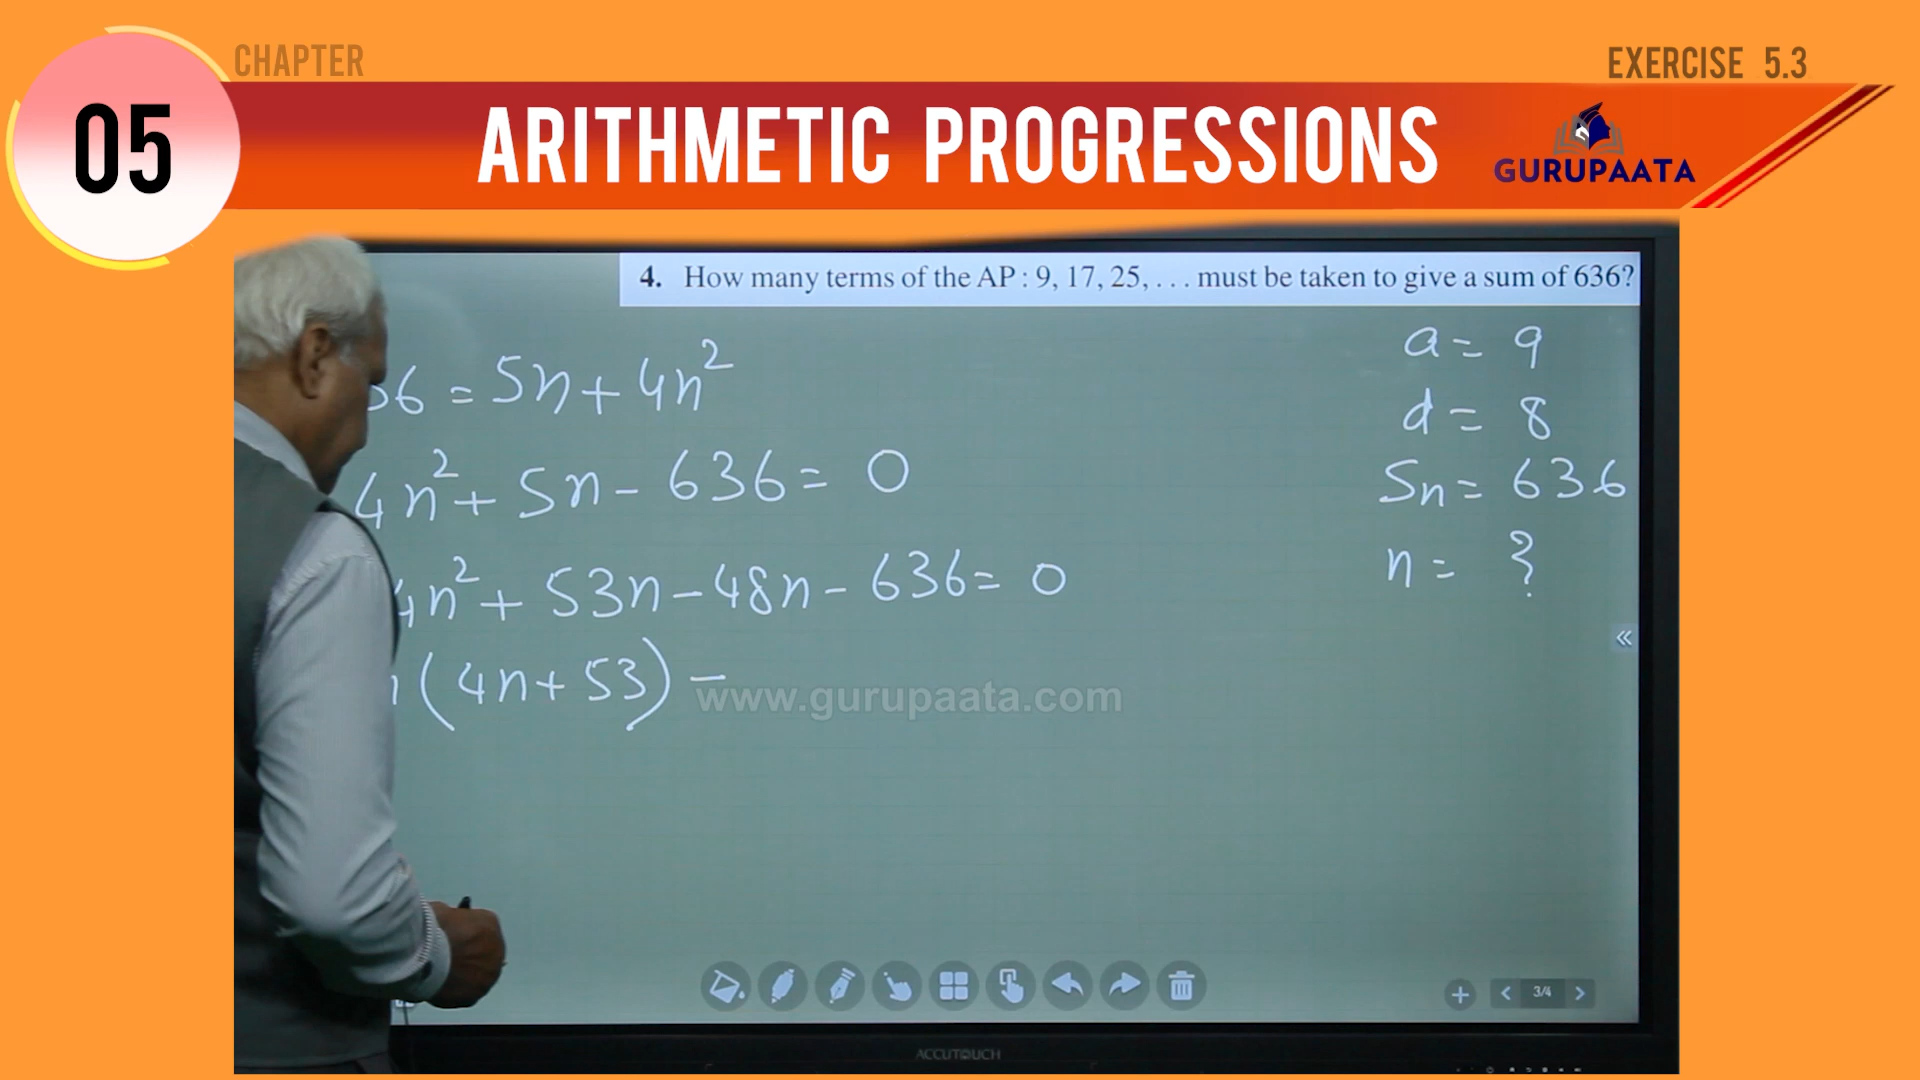 CHAPTER
EXERCISE 5.3
05
ARITHMETIC PROGRESSIONS
GURUPAATA
4. How many terms of the AP : 9, 17, 25, . . . must be taken to give a sum of 636?
a = 9
d = 8
Sn = 636
n = ?
36 = 5n + 4n²
4n² + 5n - 636 = 0
4n² + 53n - 48n - 636 = 0
n (4n + 53) -
www.gurupaata.com
3/4
ACCUTOUCH